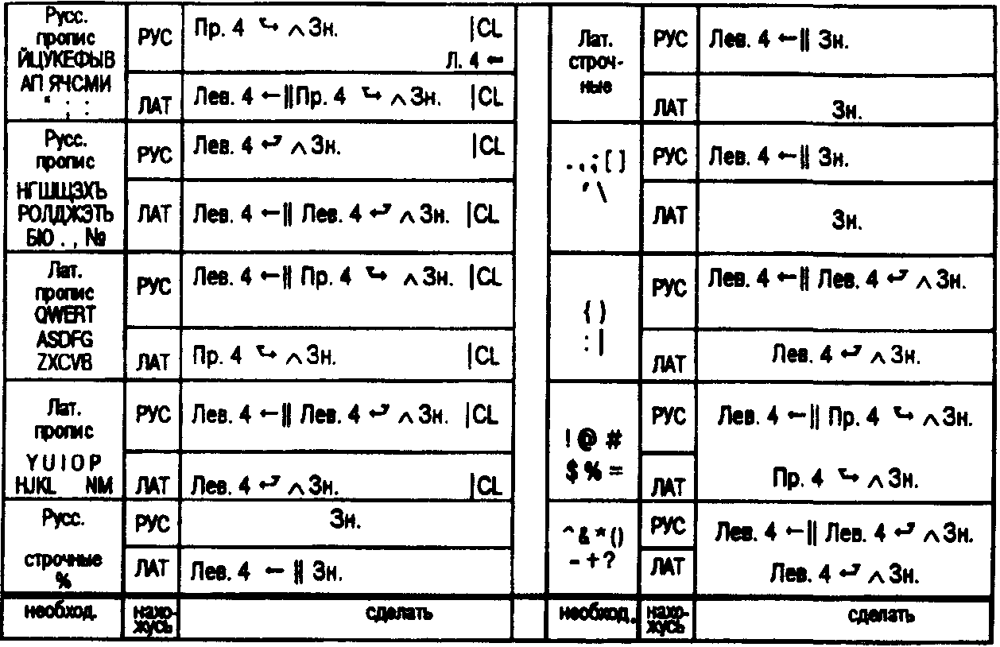 Русс.
пропис
ЙЦУКЕФЫВ
АП ЯЧСМИ
" ; :
РУС
Пр. 4 ↳ ∧ Зн. |CL
Л. 4 ←
ЛАТ
Лев. 4 ←‖Пр. 4 ↳ ∧ Зн. |CL
Русс.
пропис
НГШЩЗХЪ
РОЛДЖЭТЬ
БЮ . , №
РУС
Лев. 4 ↩ ∧ Зн. |CL
ЛАТ
Лев. 4 ←‖ Лев. 4 ↩ ∧ Зн. |CL
Лат.
пропис
QWERT
ASDFG
ZXCVB
РУС
Лев. 4 ←‖ Пр. 4 ↳ ∧ Зн. |CL
ЛАТ
Пр. 4 ↳ ∧ Зн. |CL
Лат.
пропис
Y U I O P
HJKL NM
РУС
Лев. 4 ←‖ Лев. 4 ↩ ∧ Зн. |CL
ЛАТ
Лев. 4 ↩ ∧ Зн. |CL
Русс.
строчные
%
РУС
Зн.
ЛАТ
Лев. 4 ← ‖ Зн.
необход.
нахо-
жусь
сделать
Лат.
строч-
ные
РУС
Лев. 4 ←‖ Зн.
ЛАТ
Зн.
. , ; [ ]
' \
РУС
Лев. 4 ←‖ Зн.
ЛАТ
Зн.
{ }
: |
РУС
Лев. 4 ←‖ Лев. 4 ↩ ∧ Зн.
ЛАТ
Лев. 4 ↩ ∧ Зн.
! @ #
$ % =
РУС
Лев. 4 ←‖ Пр. 4 ↳ ∧ Зн.
ЛАТ
Пр. 4 ↳ ∧ Зн.
^ & * ()
- + ?
РУС
Лев. 4 ←‖ Лев. 4 ↩ ∧ Зн.
ЛАТ
Лев. 4 ↩ ∧ Зн.
необход.
нахо-
жусь
сделать